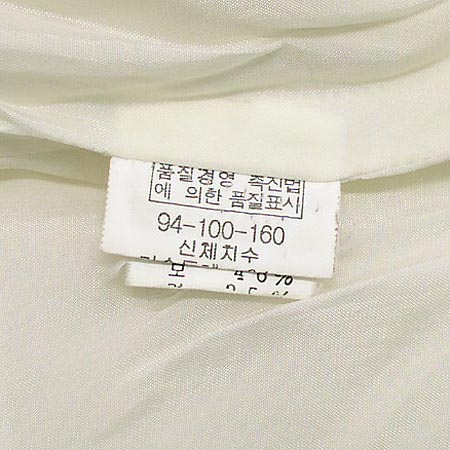 품질경영 촉진법
에 의한 품질표시
94-100-160
신체치수
모